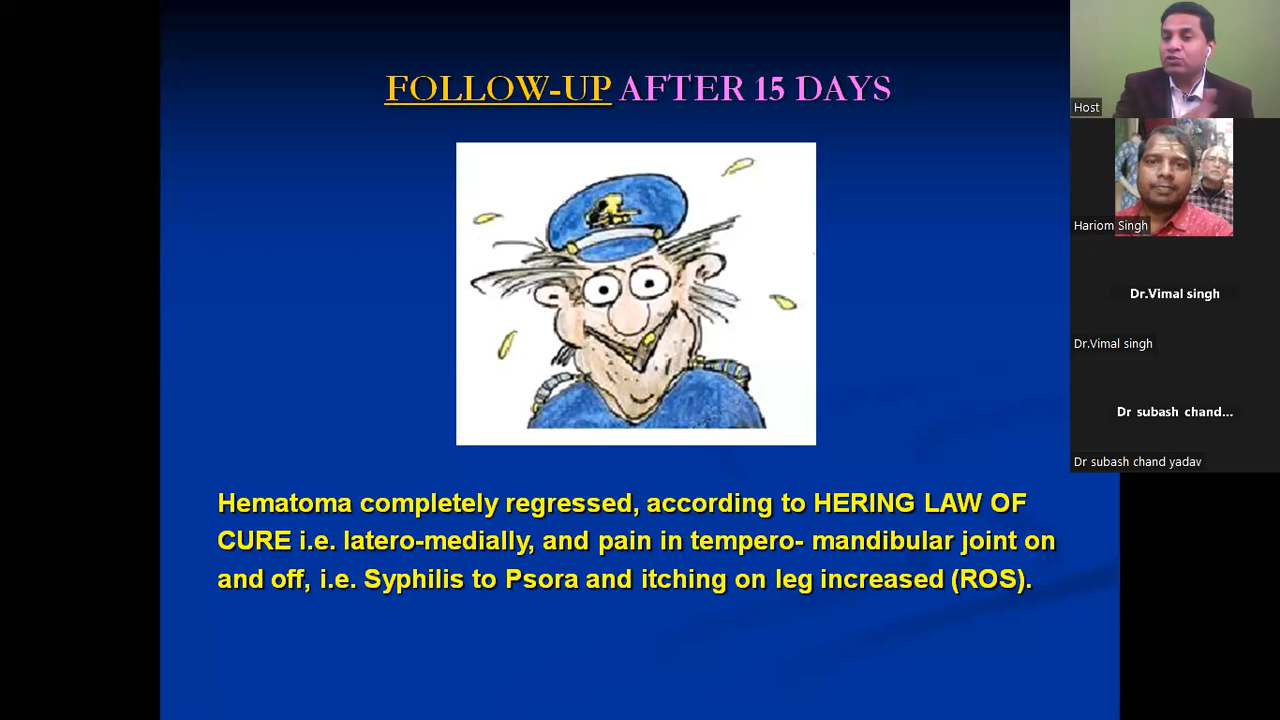 FOLLOW-UP AFTER 15 DAYS
Hematoma completely regressed, according to HERING LAW OF
CURE i.e. latero-medially, and pain in tempero- mandibular joint on
and off, i.e. Syphilis to Psora and itching on leg increased (ROS).
Host
Hariom Singh
Dr.Vimal singh
Dr.Vimal singh
Dr subash chand...
Dr subash chand yadav